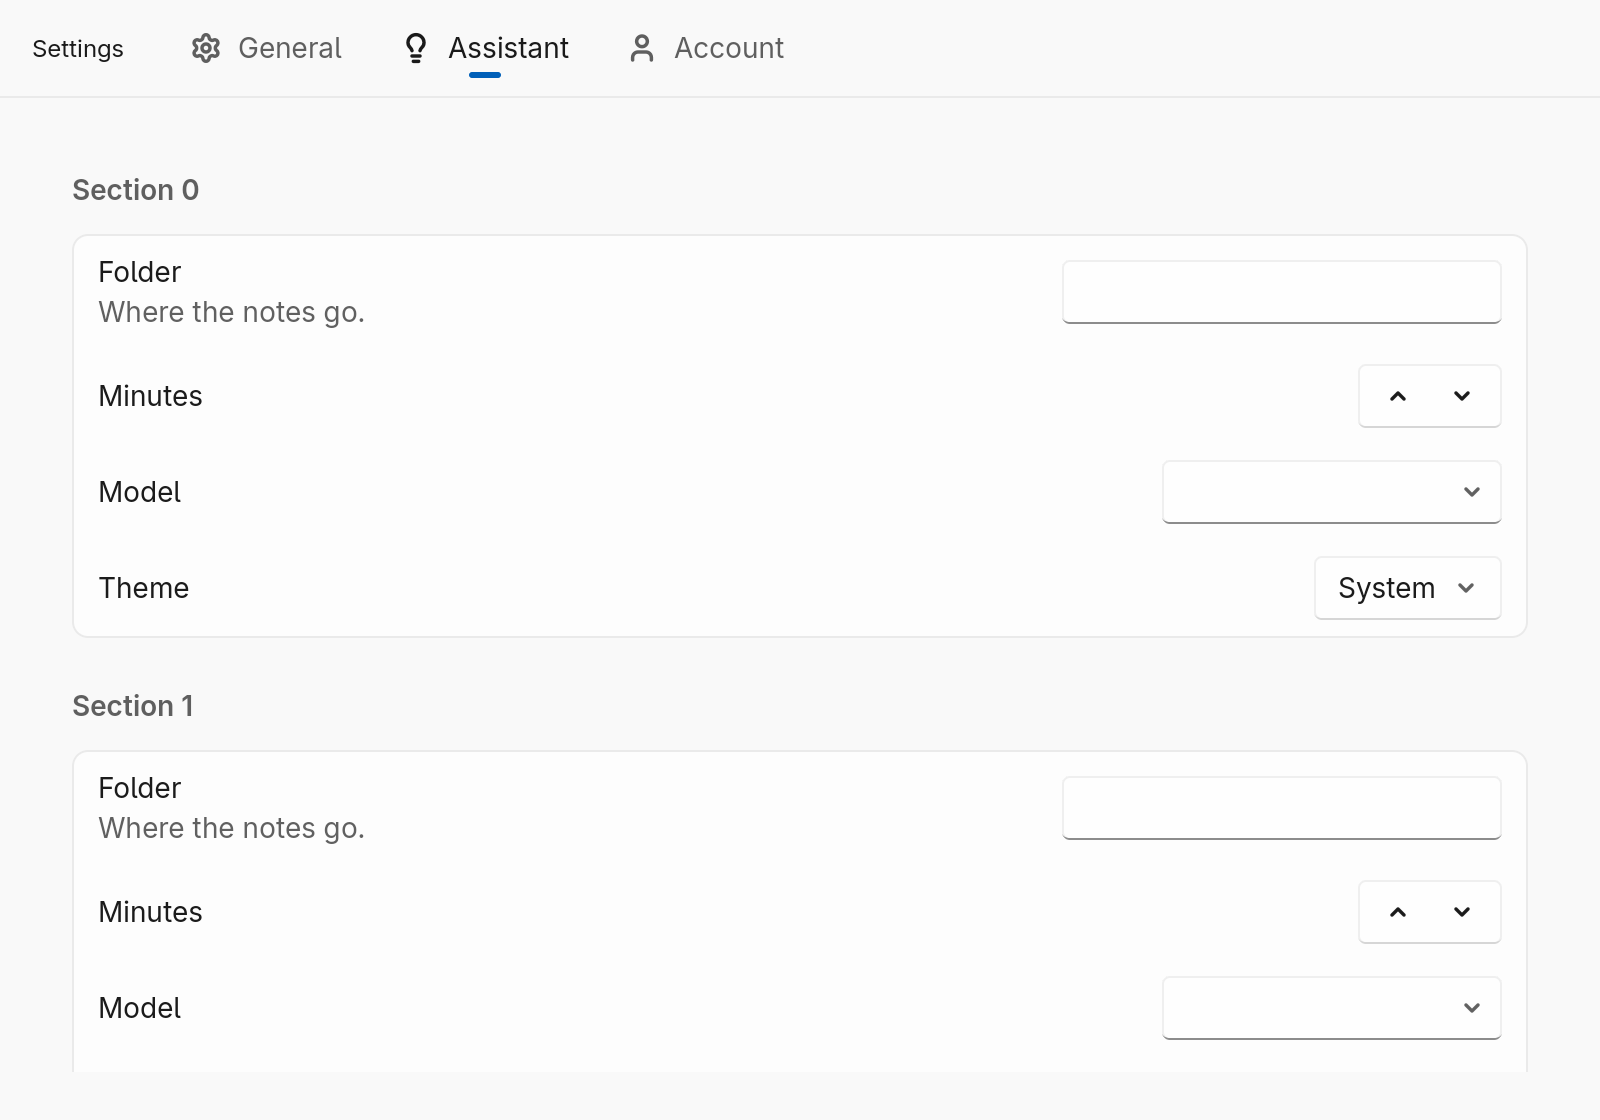 Settings General Assistant Account
Section 0
Folder
Where the notes go.
Minutes
Model
Theme System
Section 1
Folder
Where the notes go.
Minutes
Model